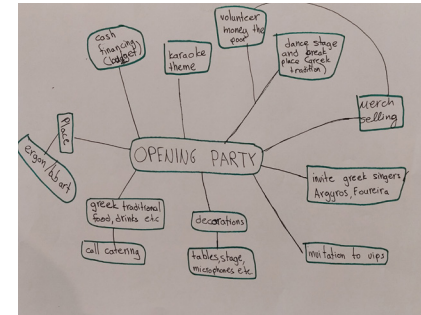 volunteer
money the
poor
cash
financing
(budget)
karaoke
theme
dance stage
and break
place (Greek
tradition)
Merch
selling
Place
ergon/abart
OPENING PARTY
invite greek singers
Argyros, Foureira
greek traditional
food, drinks etc
decorations
call catering
tables, stage,
microphones etc
invitation to vips